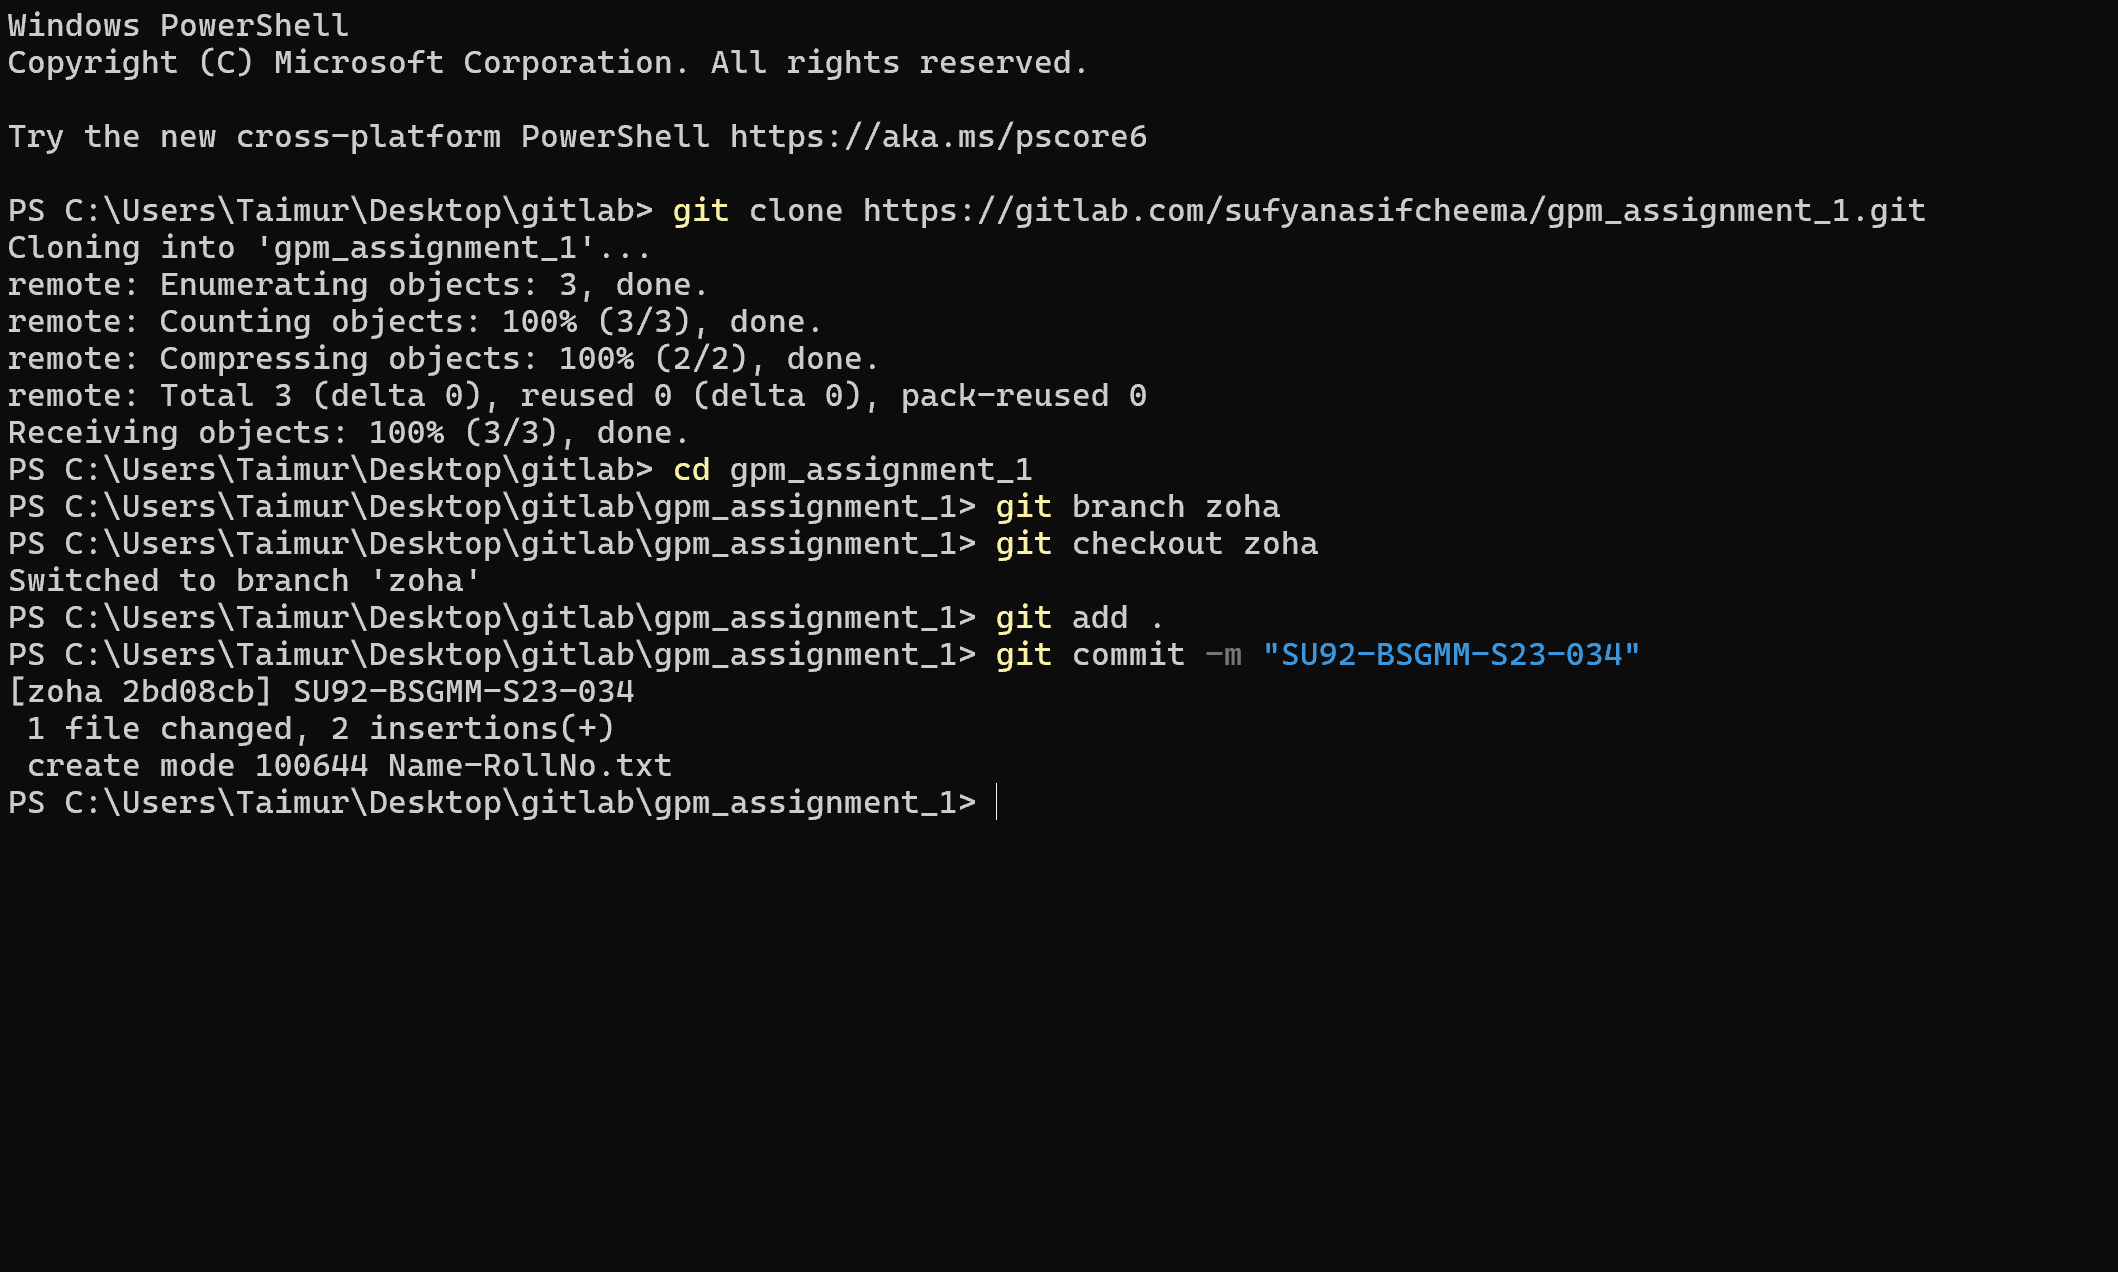 Windows PowerShell
Copyright (C) Microsoft Corporation. All rights reserved.
Try the new cross-platform PowerShell https://aka.ms/pscore6
PS C:\Users\Taimur\Desktop\gitlab> git clone https://gitlab.com/sufyanasifcheema/gpm_assignment_1.git
Cloning into 'gpm_assignment_1'...
remote: Enumerating objects: 3, done.
remote: Counting objects: 100% (3/3), done.
remote: Compressing objects: 100% (2/2), done.
remote: Total 3 (delta 0), reused 0 (delta 0), pack-reused 0
Receiving objects: 100% (3/3), done.
PS C:\Users\Taimur\Desktop\gitlab> cd gpm_assignment_1
PS C:\Users\Taimur\Desktop\gitlab\gpm_assignment_1> git branch zoha
PS C:\Users\Taimur\Desktop\gitlab\gpm_assignment_1> git checkout zoha
Switched to branch 'zoha'
PS C:\Users\Taimur\Desktop\gitlab\gpm_assignment_1> git add .
PS C:\Users\Taimur\Desktop\gitlab\gpm_assignment_1> git commit -m "SU92-BSGMM-S23-034"
[zoha 2bd08cb] SU92-BSGMM-S23-034
 1 file changed, 2 insertions(+)
 create mode 100644 Name-RollNo.txt
PS C:\Users\Taimur\Desktop\gitlab\gpm_assignment_1>